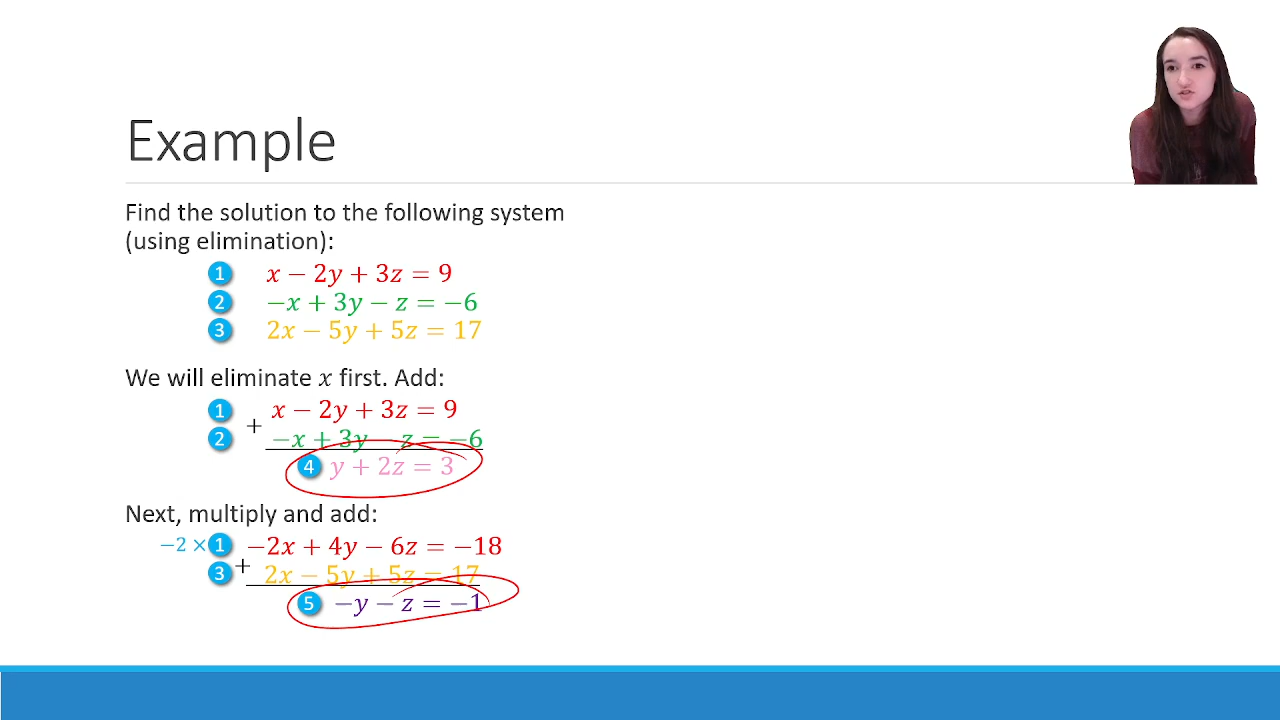 Example
Find the solution to the following system
(using elimination):
1 x − 2y + 3z = 9
2 −x + 3y − z = −6
3 2x − 5y + 5z = 17
We will eliminate x first. Add:
1 x − 2y + 3z = 9
+
2 −x + 3y − z = −6
4 y + 2z = 3
Next, multiply and add:
−2 × 1 −2x + 4y − 6z = −18
+
3 2x − 5y + 5z = 17
5 −y − z = −1